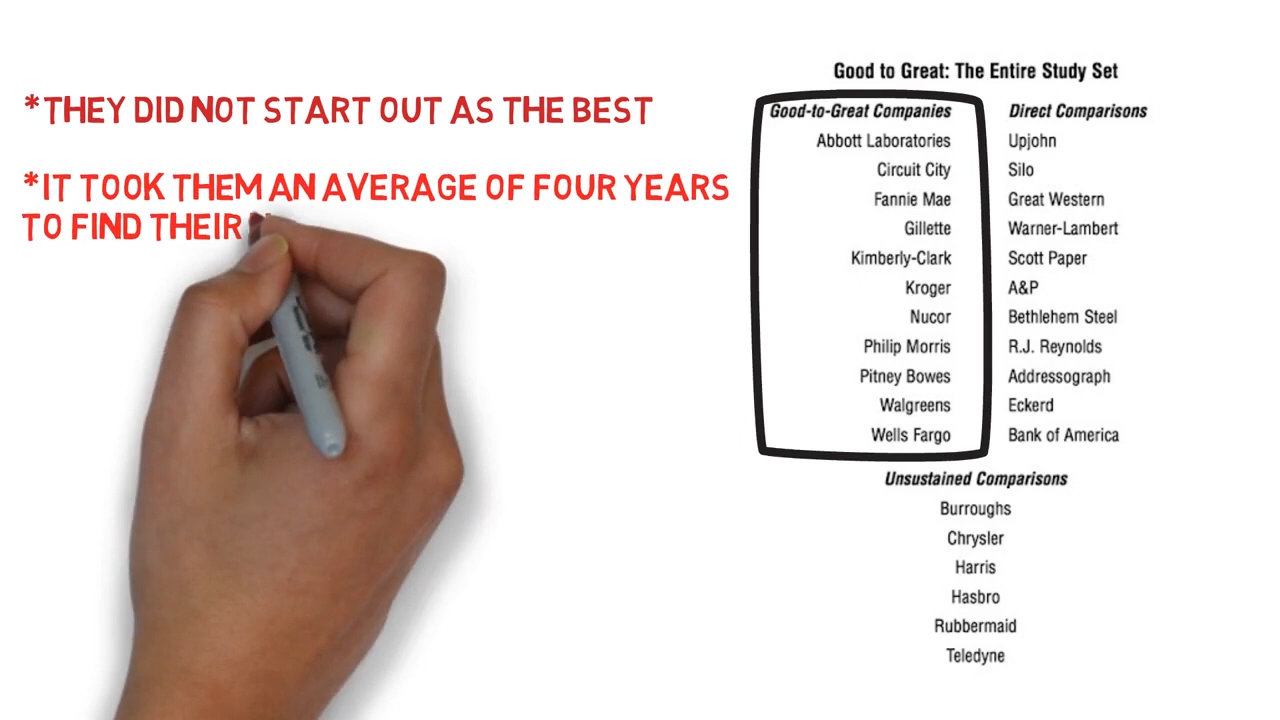 *THEY DID NOT START OUT AS THE BEST
*IT TOOK THEM AN AVERAGE OF FOUR YEARS
TO FIND THEIR
Good to Great: The Entire Study Set
Good-to-Great Companies Direct Comparisons
Abbott Laboratories Upjohn
Circuit City Silo
Fannie Mae Great Western
Gillette Warner-Lambert
Kimberly-Clark Scott Paper
Kroger A&P
Nucor Bethlehem Steel
Philip Morris R.J. Reynolds
Pitney Bowes Addressograph
Walgreens Eckerd
Wells Fargo Bank of America
Unsustained Comparisons
Burroughs
Chrysler
Harris
Hasbro
Rubbermaid
Teledyne